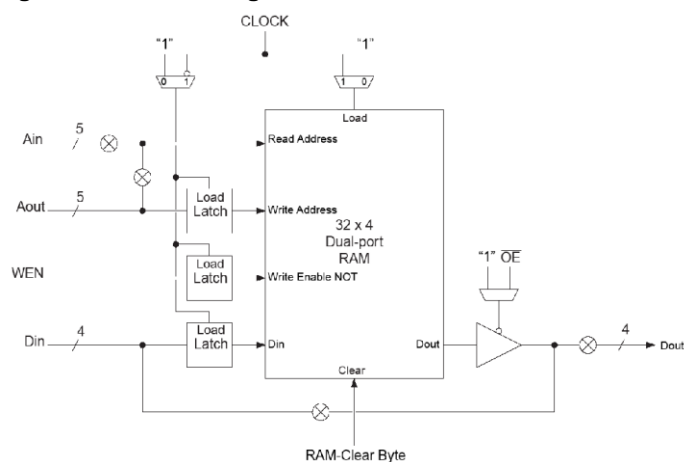 CLOCK
"1"
"1"
0 1
1 0
Load
Ain
5
Read Address
Aout
5
Load
Latch
Write Address
32 x 4
Dual-port
RAM
WEN
Load
Latch
Write Enable NOT
"1" OE
Din
4
Load
Latch
Din
Dout
4
Dout
Clear
RAM-Clear Byte